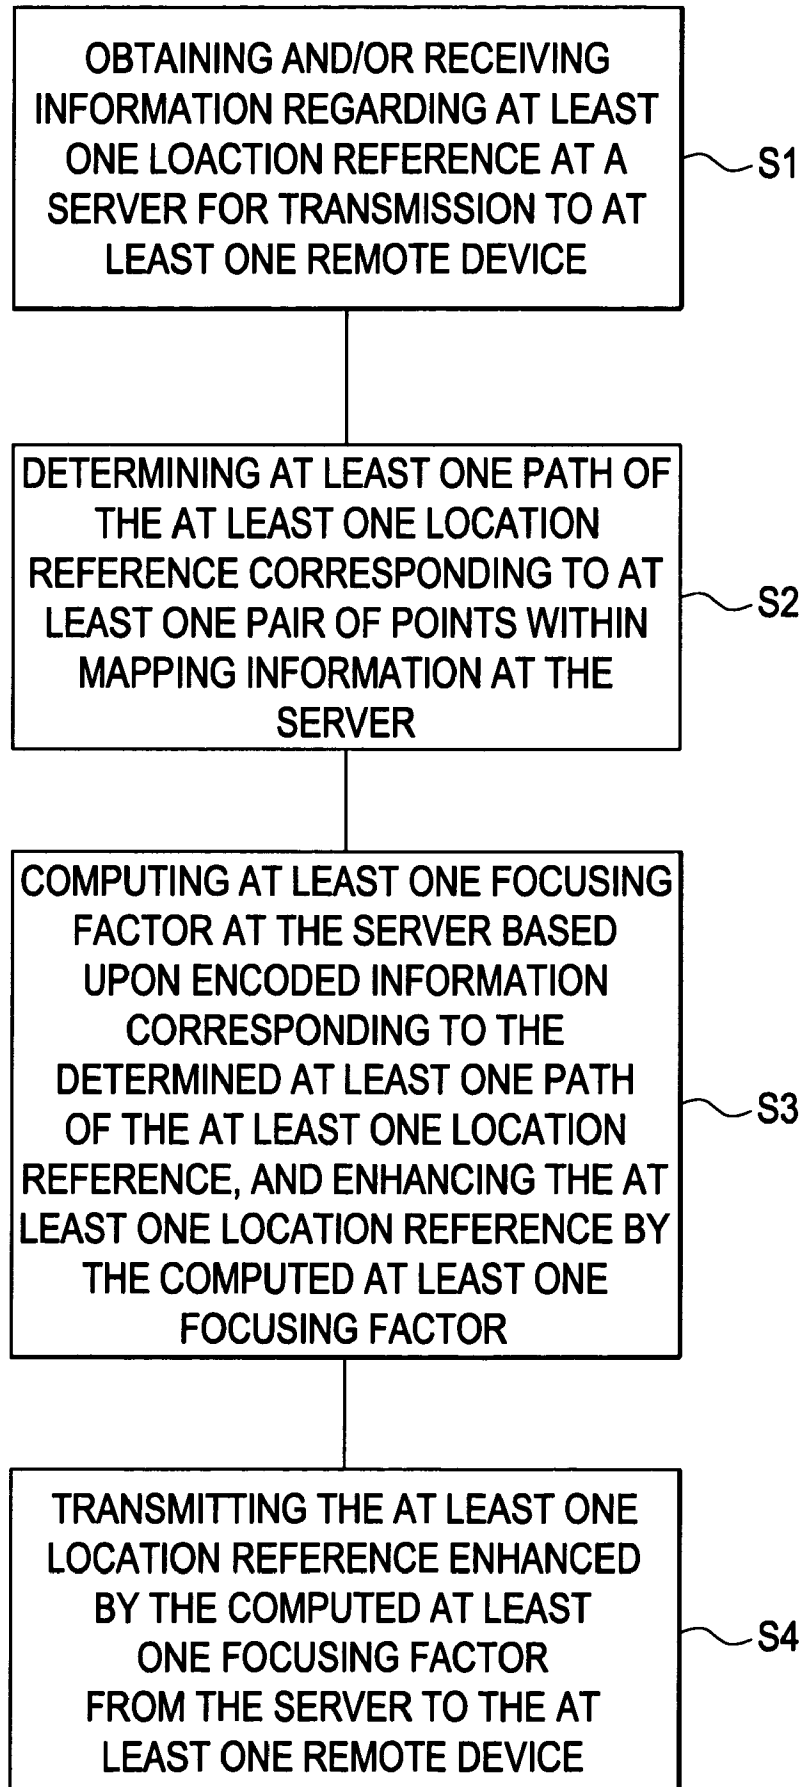 OBTAINING AND/OR RECEIVING
INFORMATION REGARDING AT LEAST
ONE LOACTION REFERENCE AT A
SERVER FOR TRANSMISSION TO AT
LEAST ONE REMOTE DEVICE
S1
DETERMINING AT LEAST ONE PATH OF
THE AT LEAST ONE LOCATION
REFERENCE CORRESPONDING TO AT
LEAST ONE PAIR OF POINTS WITHIN
MAPPING INFORMATION AT THE
SERVER
S2
COMPUTING AT LEAST ONE FOCUSING
FACTOR AT THE SERVER BASED
UPON ENCODED INFORMATION
CORRESPONDING TO THE
DETERMINED AT LEAST ONE PATH
OF THE AT LEAST ONE LOCATION
REFERENCE, AND ENHANCING THE AT
LEAST ONE LOCATION REFERENCE BY
THE COMPUTED AT LEAST ONE
FOCUSING FACTOR
S3
TRANSMITTING THE AT LEAST ONE
LOCATION REFERENCE ENHANCED
BY THE COMPUTED AT LEAST
ONE FOCUSING FACTOR
FROM THE SERVER TO THE AT
LEAST ONE REMOTE DEVICE
S4